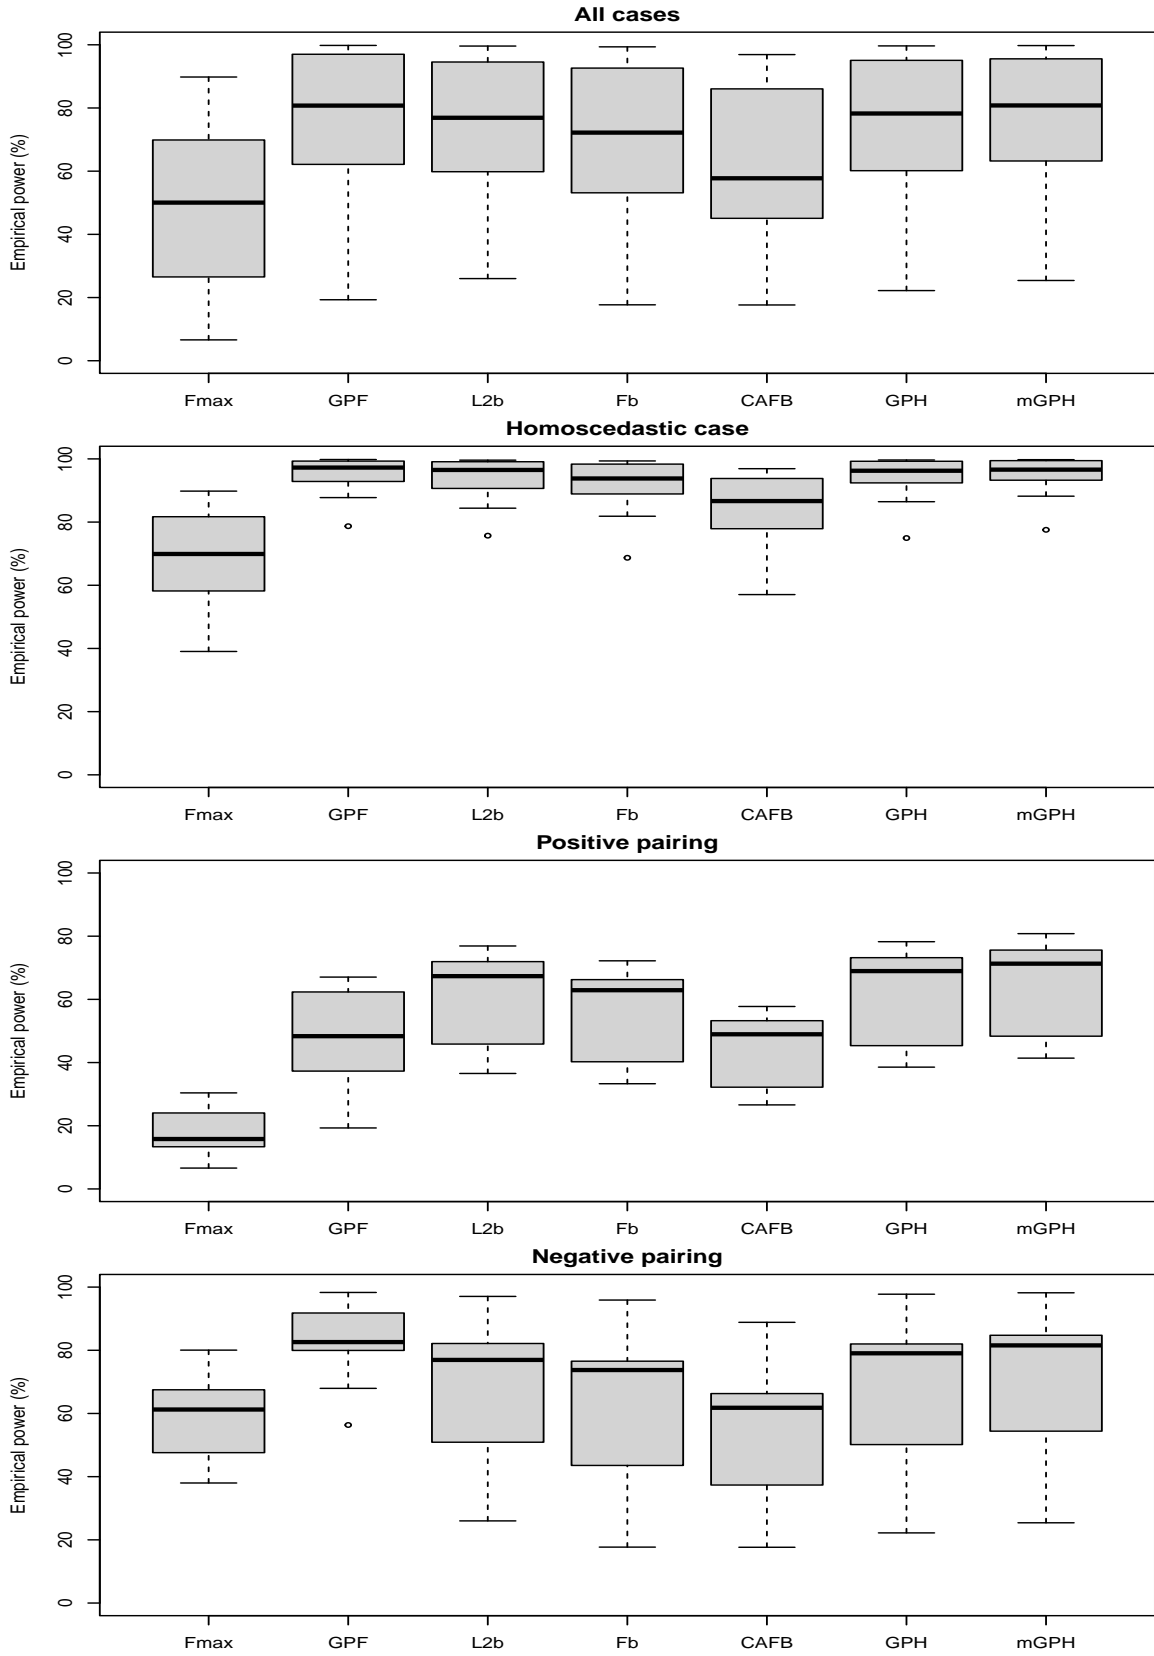 All cases
Empirical power (%)
100
80
60
40
20
0
Fmax GPF L2b Fb CAFB GPH mGPH
Homoscedastic case
Empirical power (%)
100
80
60
40
20
0
Fmax GPF L2b Fb CAFB GPH mGPH
Positive pairing
Empirical power (%)
100
80
60
40
20
0
Fmax GPF L2b Fb CAFB GPH mGPH
Negative pairing
Empirical power (%)
100
80
60
40
20
0
Fmax GPF L2b Fb CAFB GPH mGPH